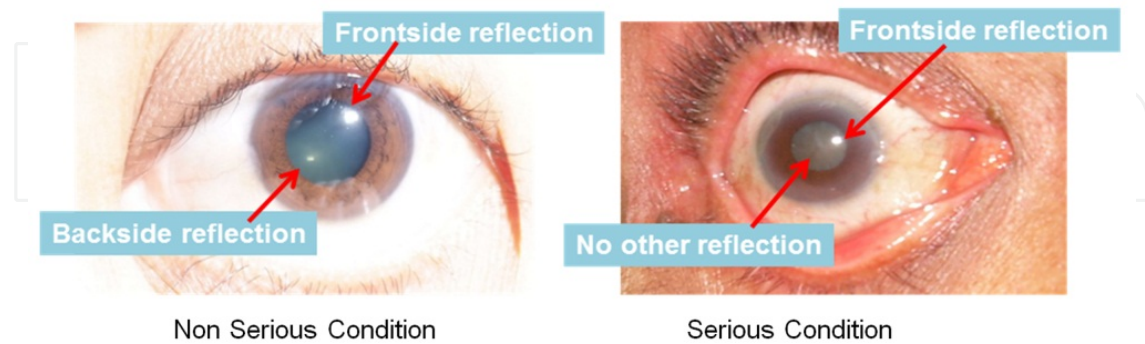 Frontside reflection
Backside reflection
Frontside reflection
No other reflection
Non Serious Condition
Serious Condition